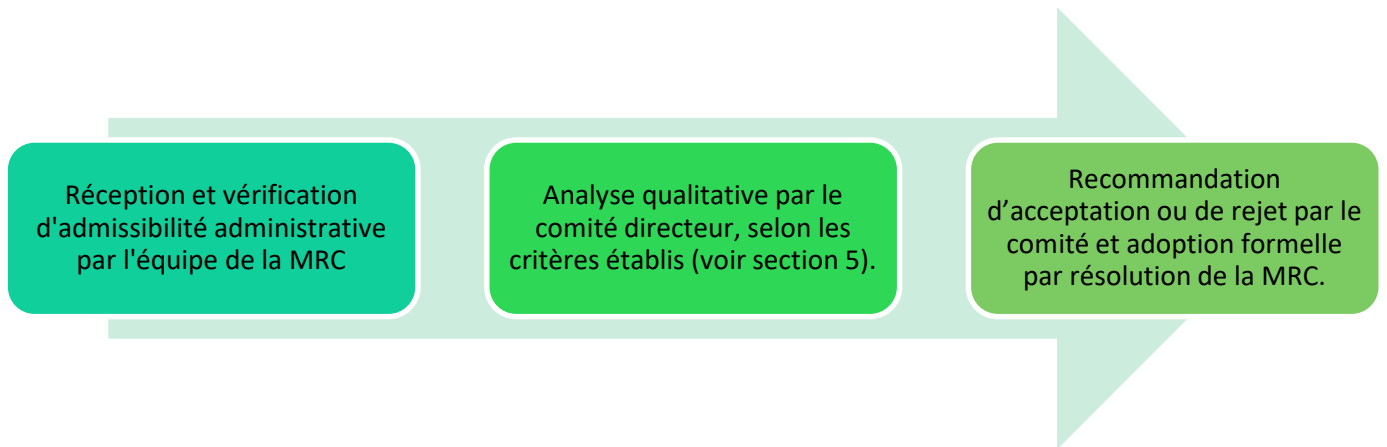 Réception et vérification
d'admissibilité administrative
par l'équipe de la MRC
Analyse qualitative par le
comité directeur, selon les
critères établis (voir section 5).
Recommandation
d’acceptation ou de rejet par le
comité et adoption formelle
par résolution de la MRC.